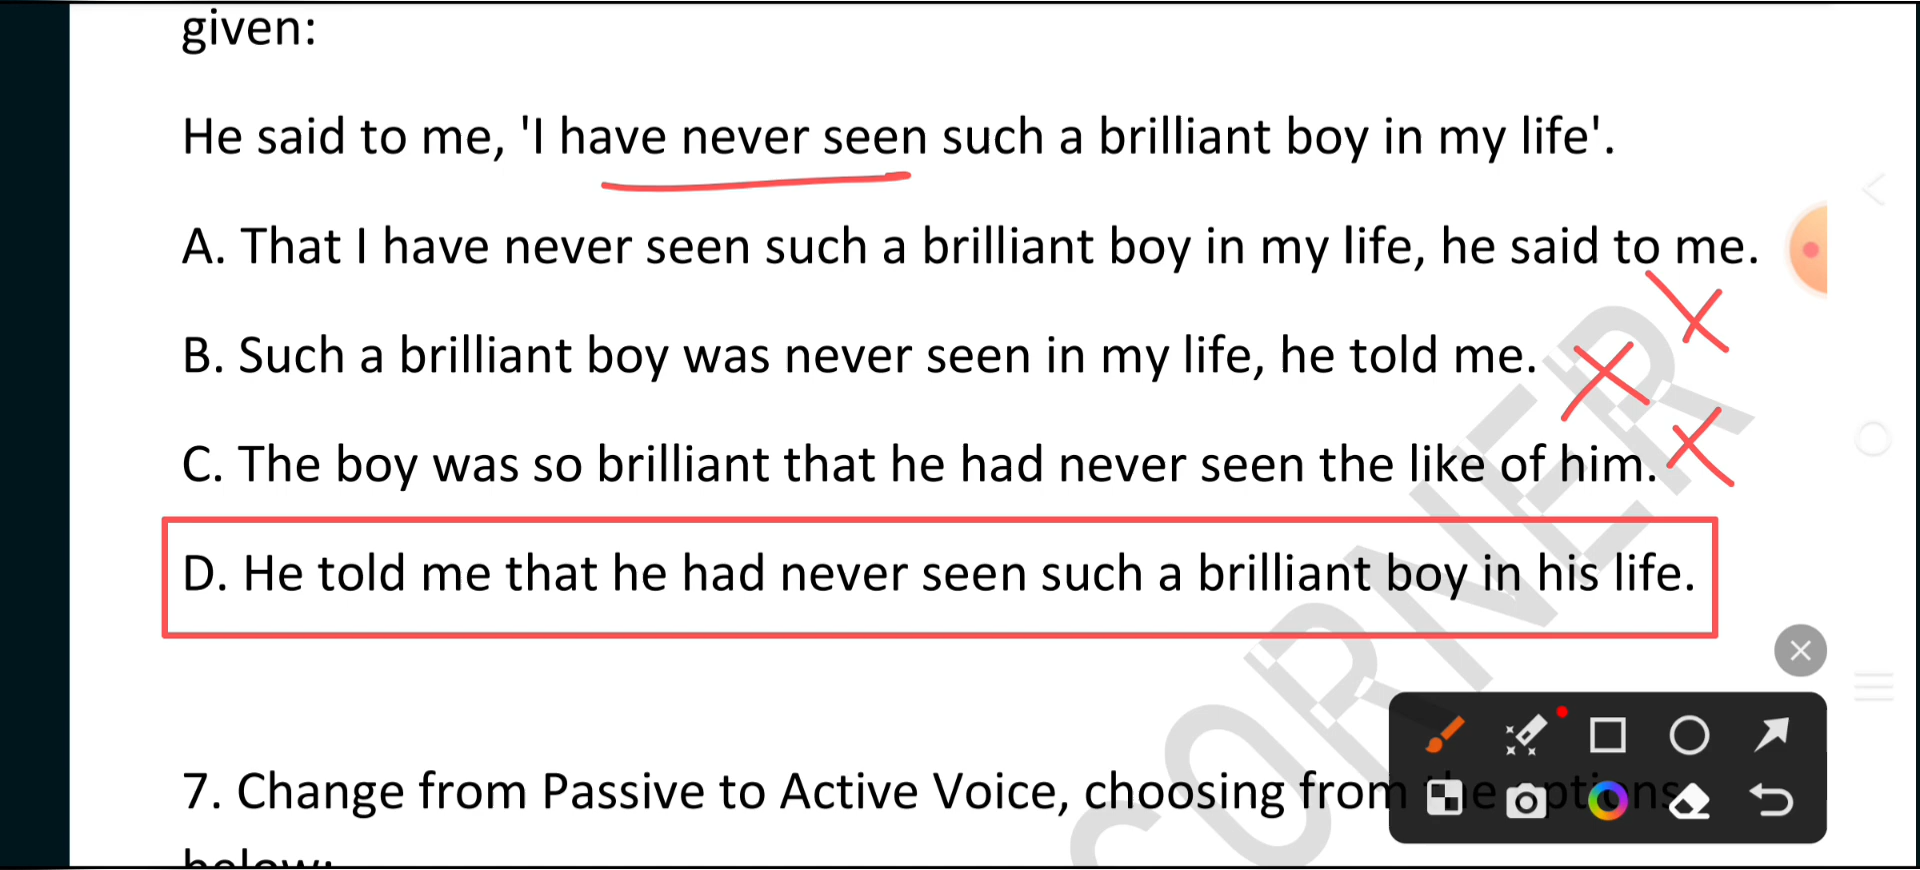 given:
He said to me, 'I have never seen such a brilliant boy in my life'.
A. That I have never seen such a brilliant boy in my life, he said to me.
B. Such a brilliant boy was never seen in my life, he told me.
C. The boy was so brilliant that he had never seen the like of him.
D. He told me that he had never seen such a brilliant boy in his life.
7. Change from Passive to Active Voice, choosing from the options
below:
CORNER